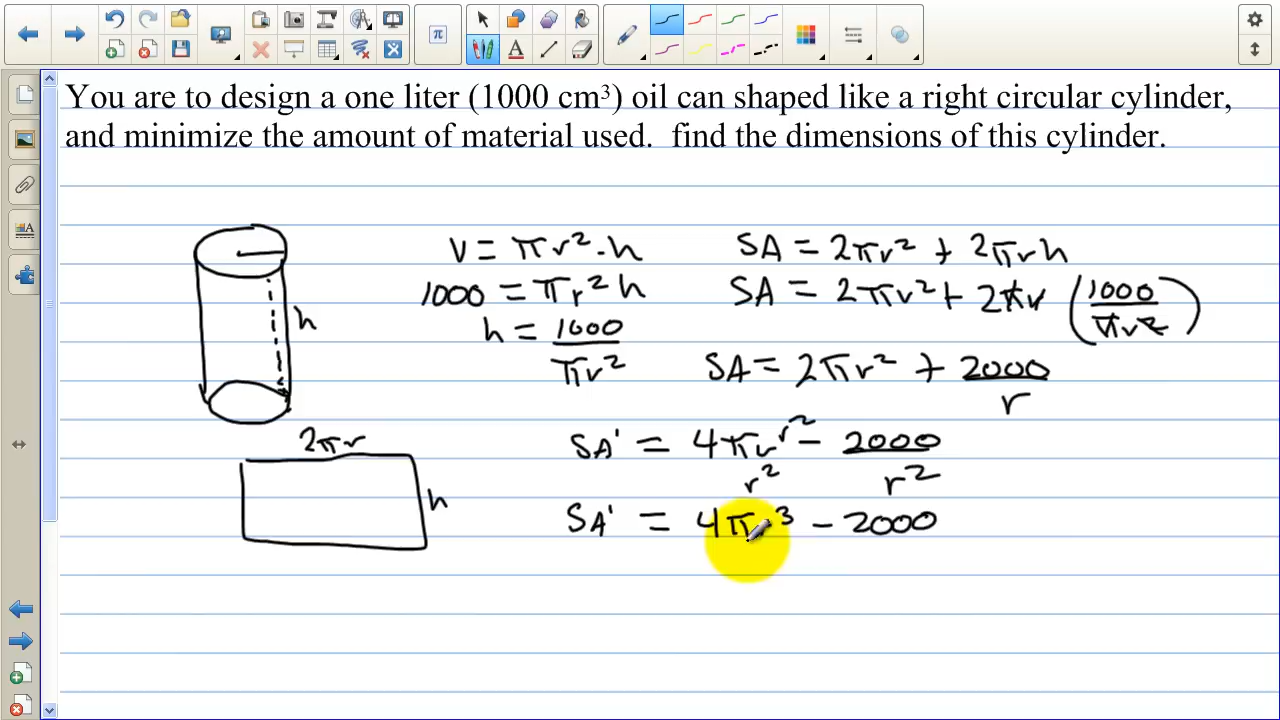 You are to design a one liter (1000 cm³) oil can shaped like a right circular cylinder,
and minimize the amount of material used.  find the dimensions of this cylinder.
V = πr² · h
SA = 2πr² + 2πrh
1000 = πr²h
SA = 2πr² + 2πr (1000/πr²)
h
h = 1000/πr²
SA = 2πr² + 2000/r
2πr
SA' = 4πr r²/r² - 2000/r²
h
SA' = 4πr³ - 2000
π
A
AA